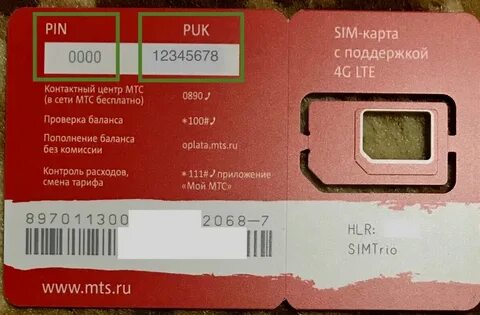 PIN
PUK
0000
12345678
Контактный центр МТС
(в сети МТС бесплатно)
0890
Проверка баланса
*100#
Пополнение баланса
без комиссии
oplata.mts.ru
Контроль расходов,
смена тарифа
*111# приложение
«Мой МТС»
897011300
2068-7
www.mts.ru
SIM-карта
с поддержкой
4G LTE
HLR:
SIMTrio